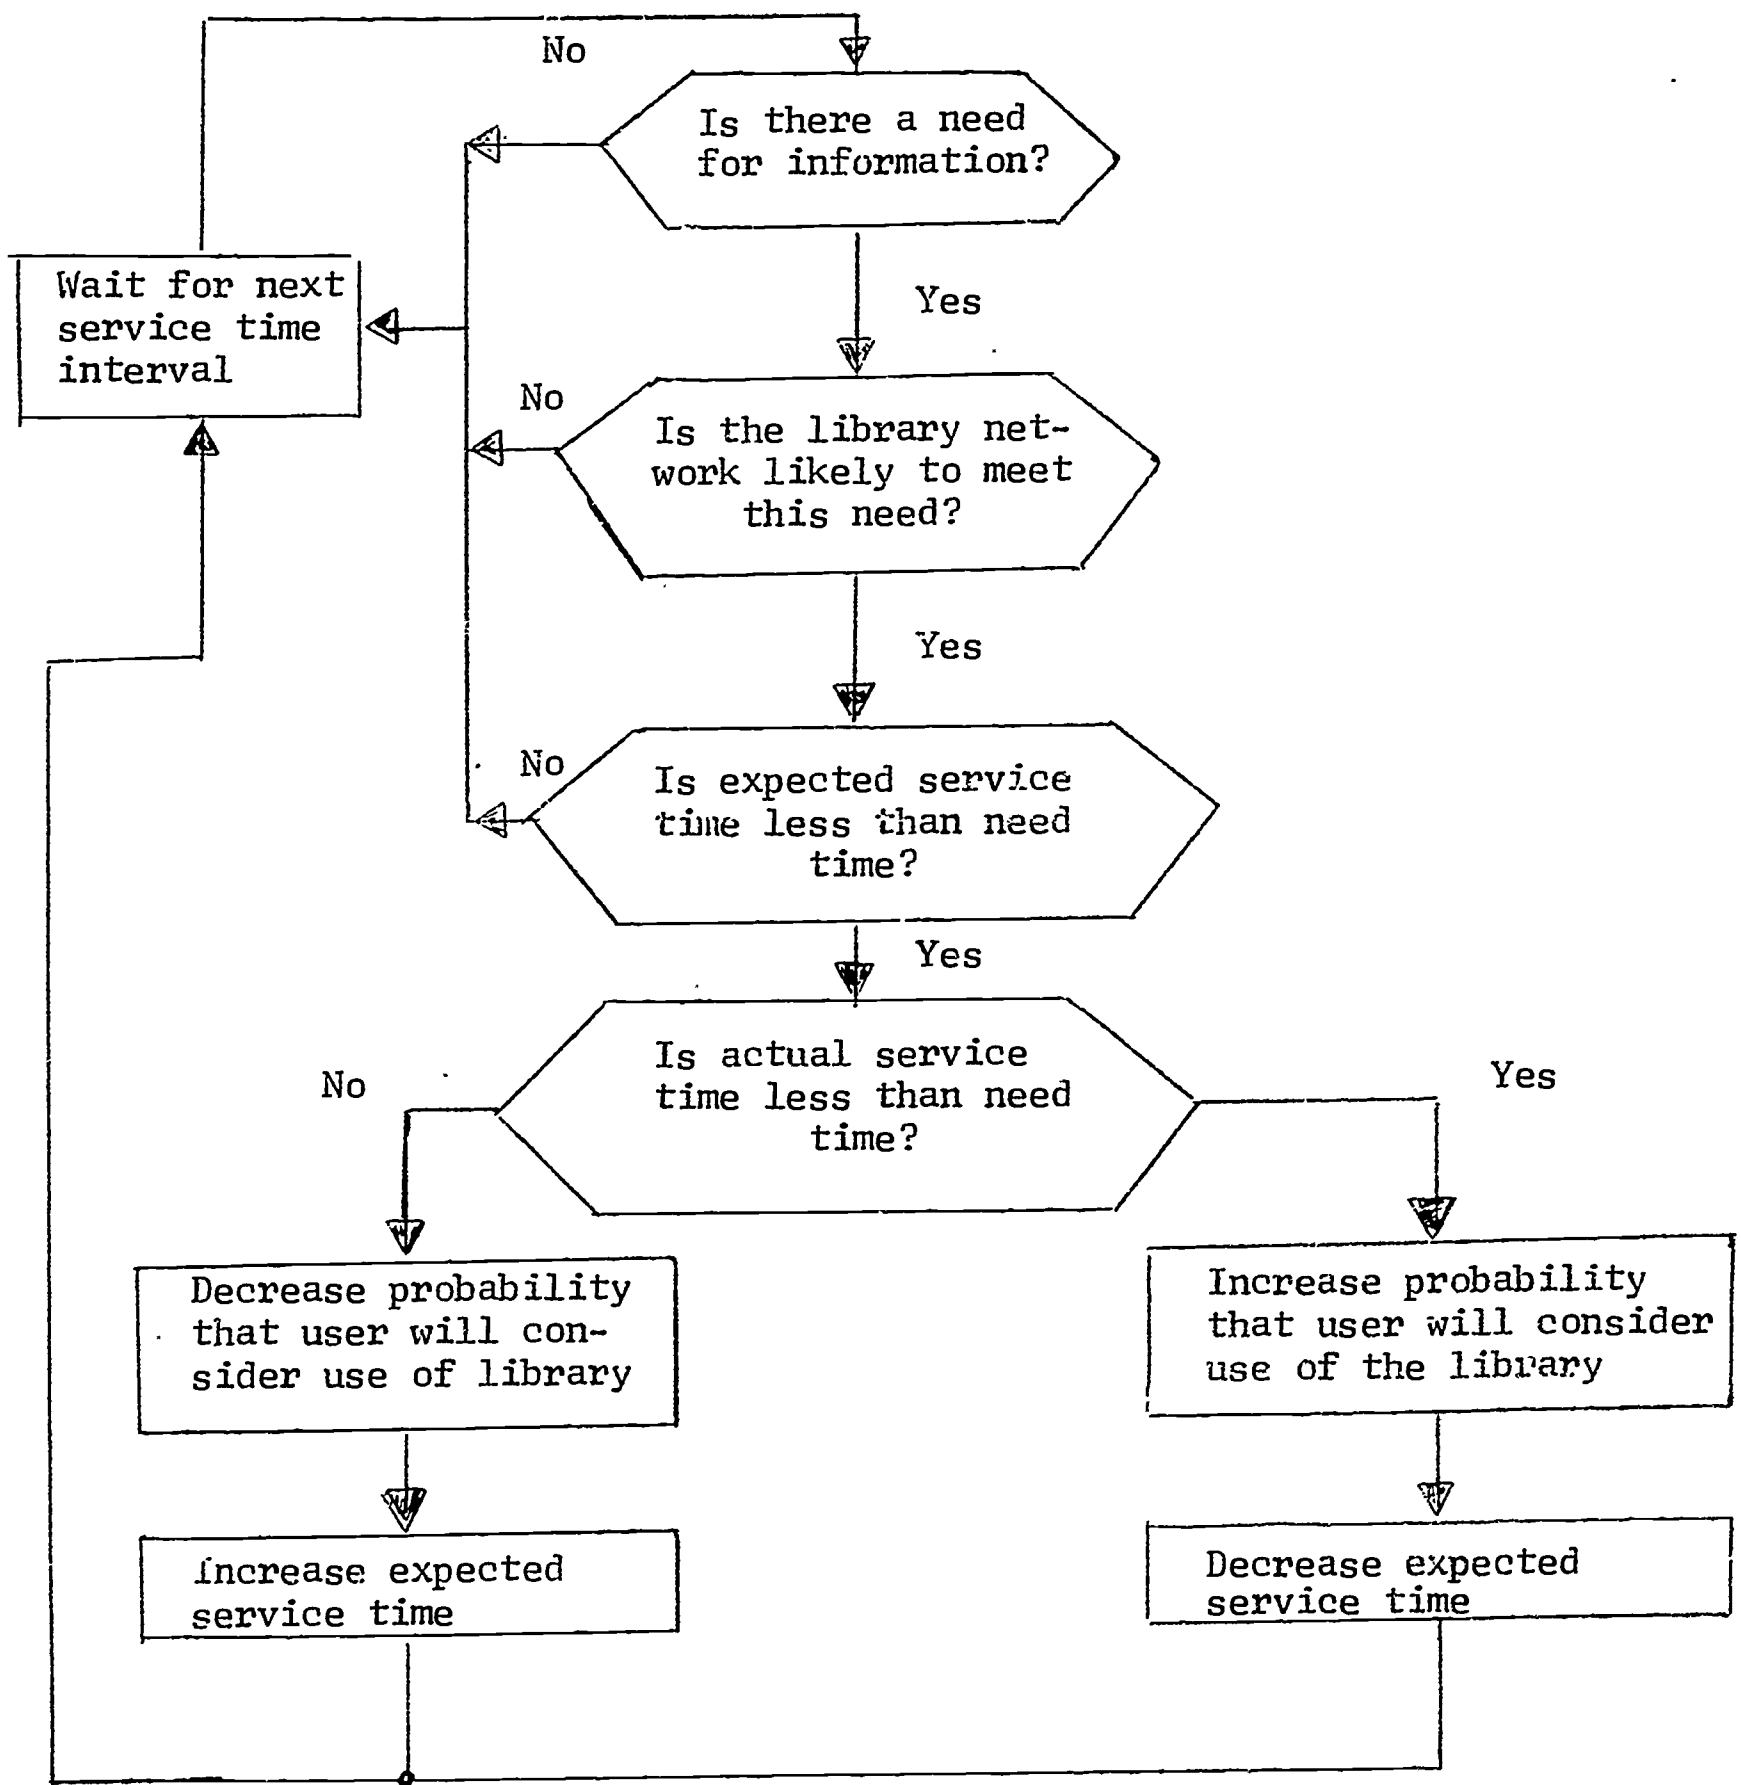 No
Is there a need
for information?
Wait for next
service time
interval
Yes
No
Is the library net-
work likely to meet
this need?
Yes
No
Is expected service
time less than need
time?
Yes
Is actual service
time less than need
time?
No
Yes
Decrease probability
that user will con-
sider use of library
Increase probability
that user will consider
use of the library
Increase expected
service time
Decrease expected
service time